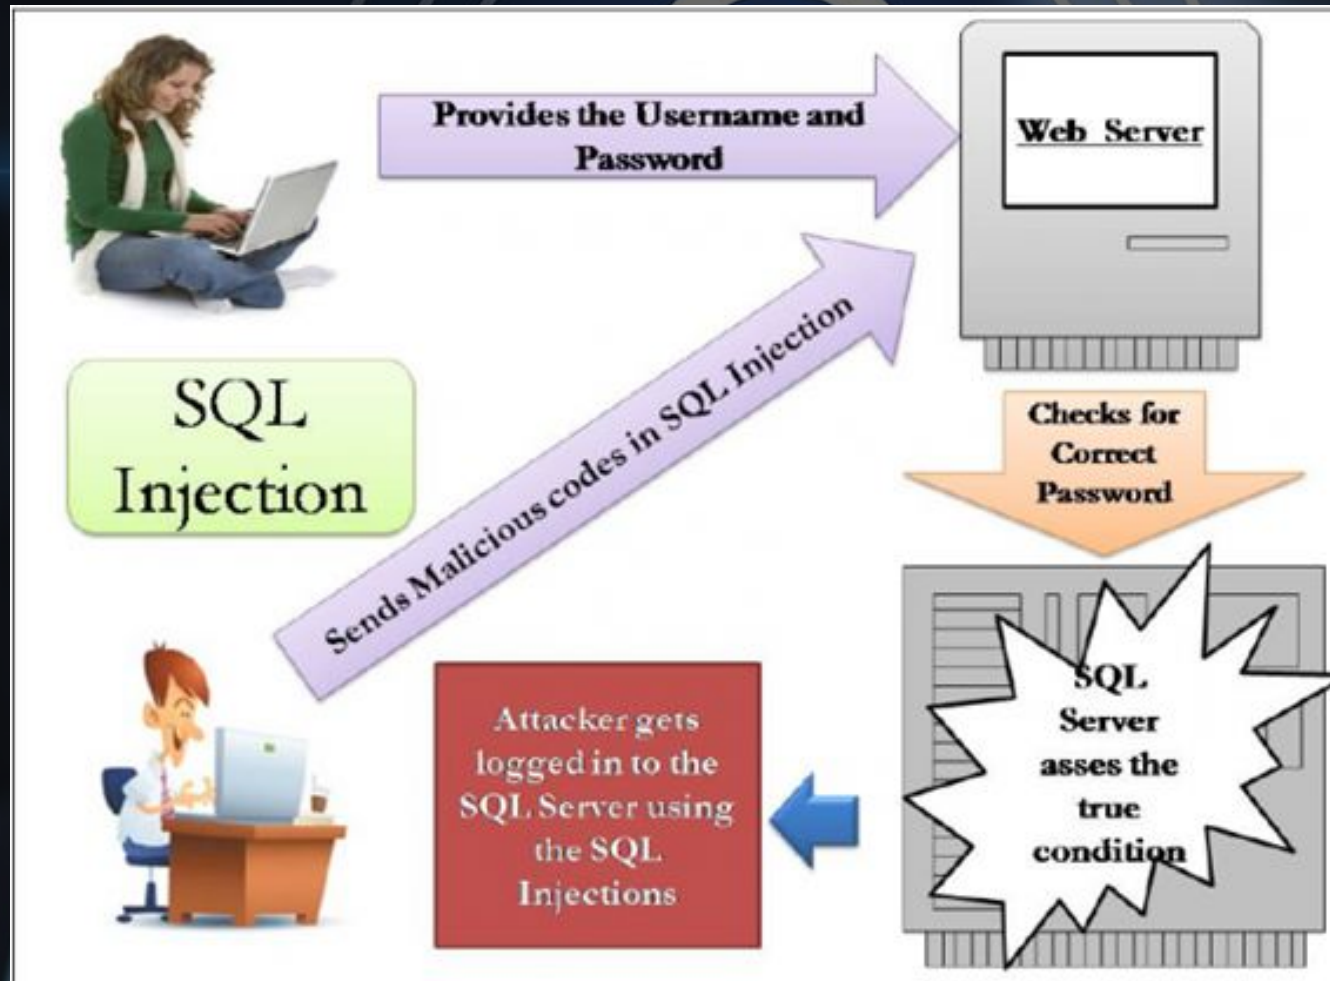 Provides the Username and
Password
Web Server
SQL
Injection
Sends Malicious codes in SQL Injection
Checks for
Correct
Password
SQL
Server
asses the
true
condition
Attacker gets
logged in to the
SQL Server using
the SQL
Injections